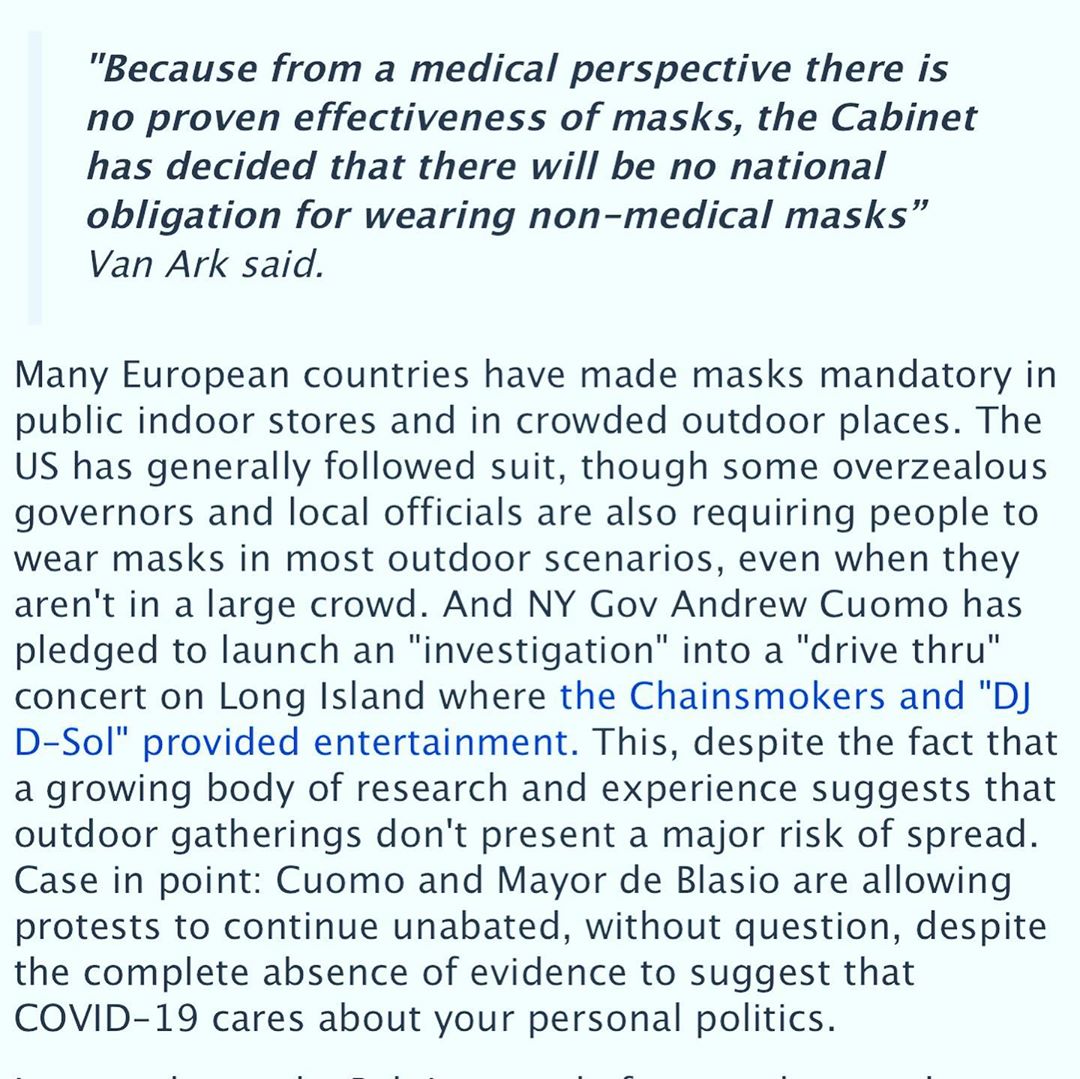 "Because from a medical perspective there is
no proven effectiveness of masks, the Cabinet
has decided that there will be no national
obligation for wearing non-medical masks”
Van Ark said.
Many European countries have made masks mandatory in
public indoor stores and in crowded outdoor places. The
US has generally followed suit, though some overzealous
governors and local officials are also requiring people to
wear masks in most outdoor scenarios, even when they
aren't in a large crowd. And NY Gov Andrew Cuomo has
pledged to launch an "investigation" into a "drive thru"
concert on Long Island where the Chainsmokers and "DJ
D-Sol" provided entertainment. This, despite the fact that
a growing body of research and experience suggests that
outdoor gatherings don't present a major risk of spread.
Case in point: Cuomo and Mayor de Blasio are allowing
protests to continue unabated, without question, despite
the complete absence of evidence to suggest that
COVID-19 cares about your personal politics.